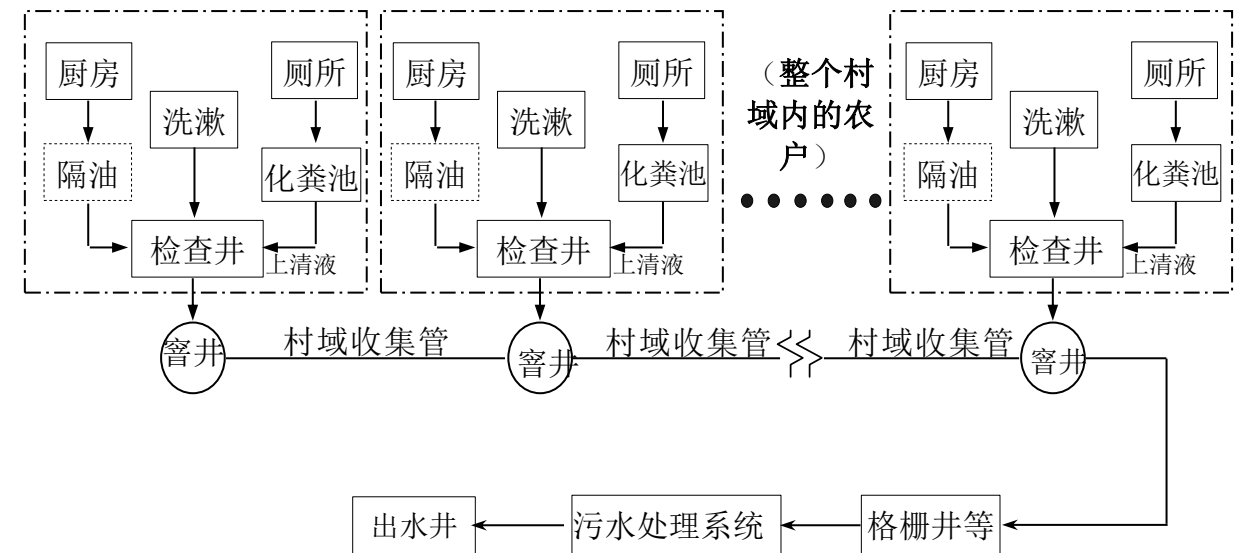 厨房
厕所
洗漱
隔油
化粪池
检查井
上清液
厨房
厕所
洗漱
隔油
化粪池
检查井
上清液
（整个村
域内的农
户）
厨房
厕所
洗漱
隔油
化粪池
检查井
上清液
窨井
村域收集管
窨井
村域收集管
村域收集管
窨井
出水井
污水处理系统
格栅井等